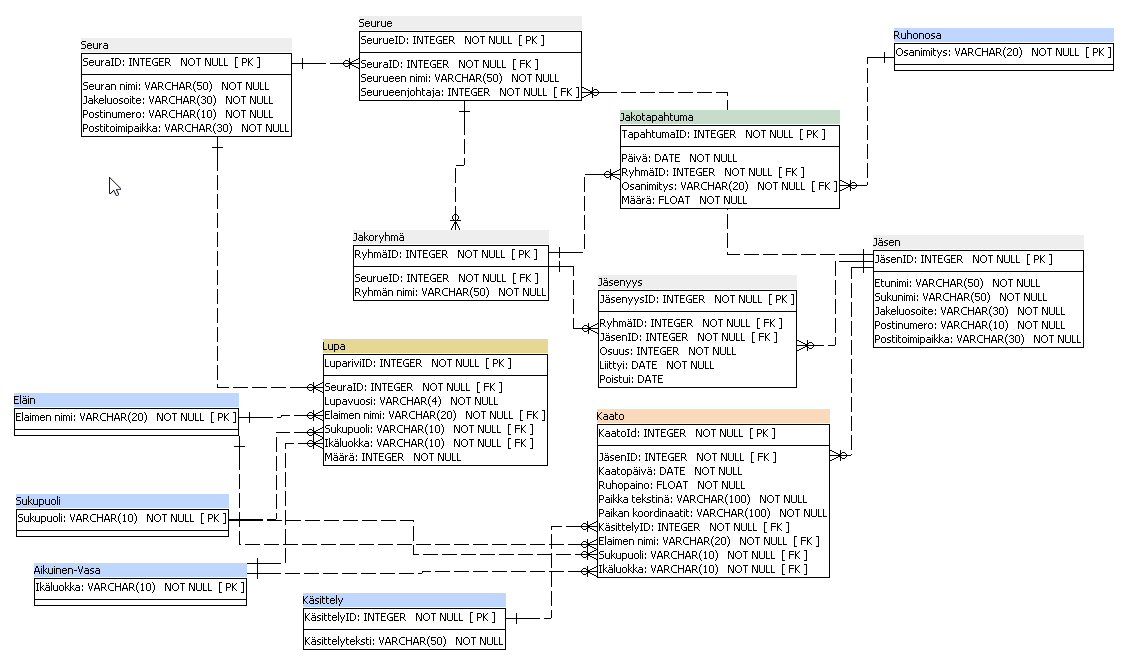 Seura
SeuraID: INTEGER NOT NULL [ PK ]
Seuran nimi: VARCHAR(50) NOT NULL
Jakeluosoite: VARCHAR(30) NOT NULL
Postinumero: VARCHAR(10) NOT NULL
Postitoimipaikka: VARCHAR(30) NOT NULL
Seurue
SeurueID: INTEGER NOT NULL [ PK ]
SeuraID: INTEGER NOT NULL [ FK ]
Seurueen nimi: VARCHAR(50) NOT NULL
Seurueenjohtaja: INTEGER NOT NULL [ FK ]
Ruhonosa
Osanimitys: VARCHAR(20) NOT NULL [ PK ]
Jakotapahtuma
TapahtumaID: INTEGER NOT NULL [ PK ]
Päivä: DATE NOT NULL
RyhmäID: INTEGER NOT NULL [ FK ]
Osanimitys: VARCHAR(20) NOT NULL [ FK ]
Määrä: FLOAT NOT NULL
Jakoryhmä
RyhmäID: INTEGER NOT NULL [ PK ]
SeurueID: INTEGER NOT NULL [ FK ]
Ryhmän nimi: VARCHAR(50) NOT NULL
Jäsen
JäsenID: INTEGER NOT NULL [ PK ]
Etunimi: VARCHAR(50) NOT NULL
Sukunimi: VARCHAR(50) NOT NULL
Jakeluosoite: VARCHAR(30) NOT NULL
Postinumero: VARCHAR(10) NOT NULL
Postitoimipaikka: VARCHAR(30) NOT NULL
Jäsenyys
JäsenyysID: INTEGER NOT NULL [ PK ]
RyhmäID: INTEGER NOT NULL [ FK ]
JäsenID: INTEGER NOT NULL [ FK ]
Osuus: INTEGER NOT NULL
Liittyi: DATE NOT NULL
Poistui: DATE
Lupa
LupariviID: INTEGER NOT NULL [ PK ]
SeuraID: INTEGER NOT NULL [ FK ]
Lupavuosi: VARCHAR(4) NOT NULL
Elaimen nimi: VARCHAR(20) NOT NULL [ FK ]
Sukupuoli: VARCHAR(10) NOT NULL [ FK ]
Ikäluokka: VARCHAR(10) NOT NULL [ FK ]
Määrä: INTEGER NOT NULL
Eläin
Elaimen nimi: VARCHAR(20) NOT NULL [ PK ]
Kaato
KaatoId: INTEGER NOT NULL [ PK ]
JäsenID: INTEGER NOT NULL [ FK ]
Kaatopäivä: DATE NOT NULL
Ruhopaino: FLOAT NOT NULL
Paikka tekstinä: VARCHAR(100) NOT NULL
Paikan koordinaatit: VARCHAR(100) NOT NULL
KäsittelyID: INTEGER NOT NULL [ FK ]
Elaimen nimi: VARCHAR(20) NOT NULL [ FK ]
Sukupuoli: VARCHAR(10) NOT NULL [ FK ]
Ikäluokka: VARCHAR(10) NOT NULL [ FK ]
Sukupuoli
Sukupuoli: VARCHAR(10) NOT NULL [ PK ]
Aikuinen-Vasa
Ikäluokka: VARCHAR(10) NOT NULL [ PK ]
Käsittely
KäsittelyID: INTEGER NOT NULL [ PK ]
Käsittelyteksti: VARCHAR(50) NOT NULL